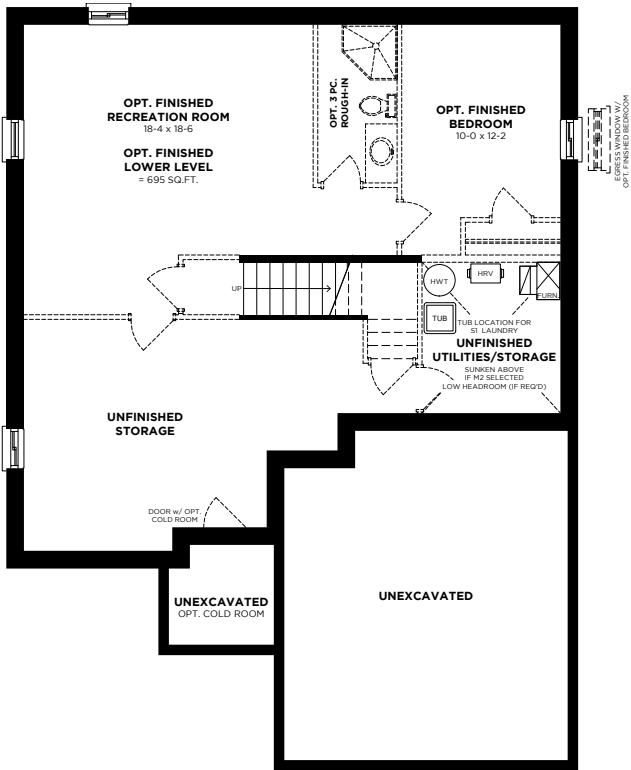 OPT. FINISHED
RECREATION ROOM
18-4 x 18-6
OPT. FINISHED
LOWER LEVEL
= 695 SQ.FT.
OPT. 3 PC.
ROUGH-IN
OPT. FINISHED
BEDROOM
10-0 x 12-2
EGRESS WINDOW W/
OPT. FINISHED BEDROOM
UP
HWT
HRV
FURN.
TUB
TUB LOCATION FOR
S1 LAUNDRY
UNFINISHED
UTILITIES/STORAGE
SUNKEN ABOVE
IF M2 SELECTED
LOW HEADROOM (IF REQ'D)
UNFINISHED
STORAGE
DOOR w/ OPT.
COLD ROOM
UNEXCAVATED
OPT. COLD ROOM
UNEXCAVATED